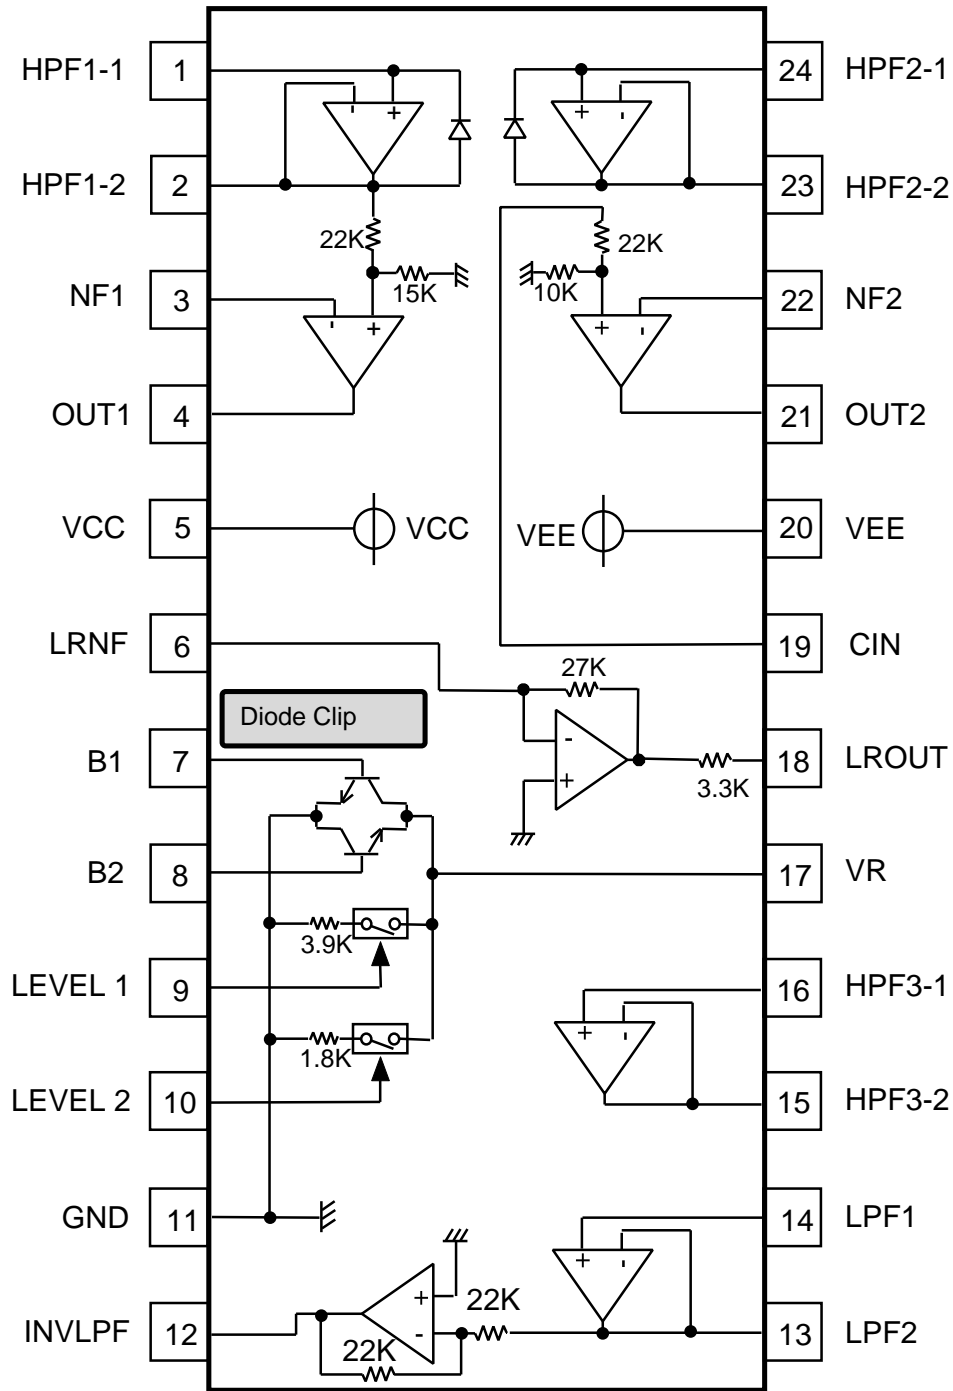 HPF1-1 1 24 HPF2-1
- + + -
HPF1-2 2 23 HPF2-2
22K 22K
15K 10K
NF1 3 22 NF2
- + + -
OUT1 4 21 OUT2
VCC 5 VCC VEE 20 VEE
LRNF 6 19 CIN
27K
Diode Clip
-
+
B1 7 18 LROUT
3.3K
B2 8 17 VR
3.9K
LEVEL 1 9 16 HPF3-1
+ -
1.8K
LEVEL 2 10 15 HPF3-2
GND 11 14 LPF1
+ -
+
-
22K
INVLPF 12 13 LPF2
22K